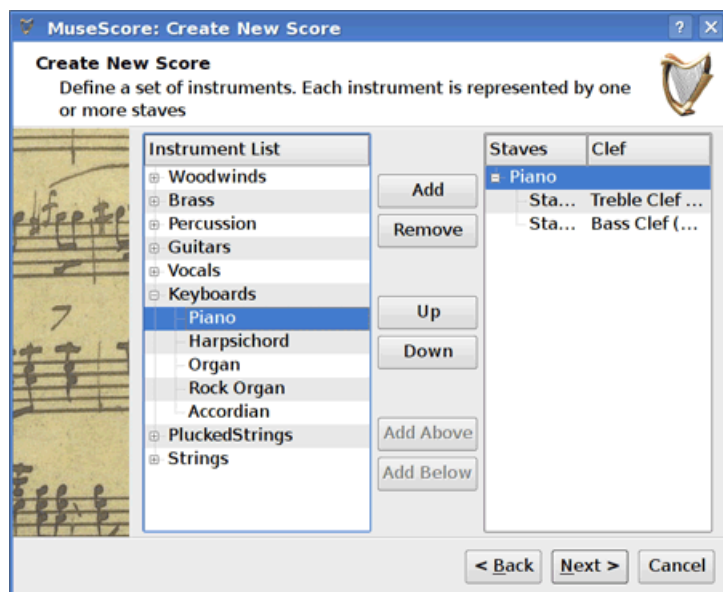 MuseScore: Create New Score
Create New Score
Define a set of instruments. Each instrument is represented by one
or more staves
Instrument List
Woodwinds
Brass
Percussion
Guitars
Vocals
Keyboards
Piano
Harpsichord
Organ
Rock Organ
Accordian
PluckedStrings
Strings
Add
Remove
Up
Down
Add Above
Add Below
Staves Clef
Piano
Sta... Treble Clef ...
Sta... Bass Clef (...
< Back Next > Cancel